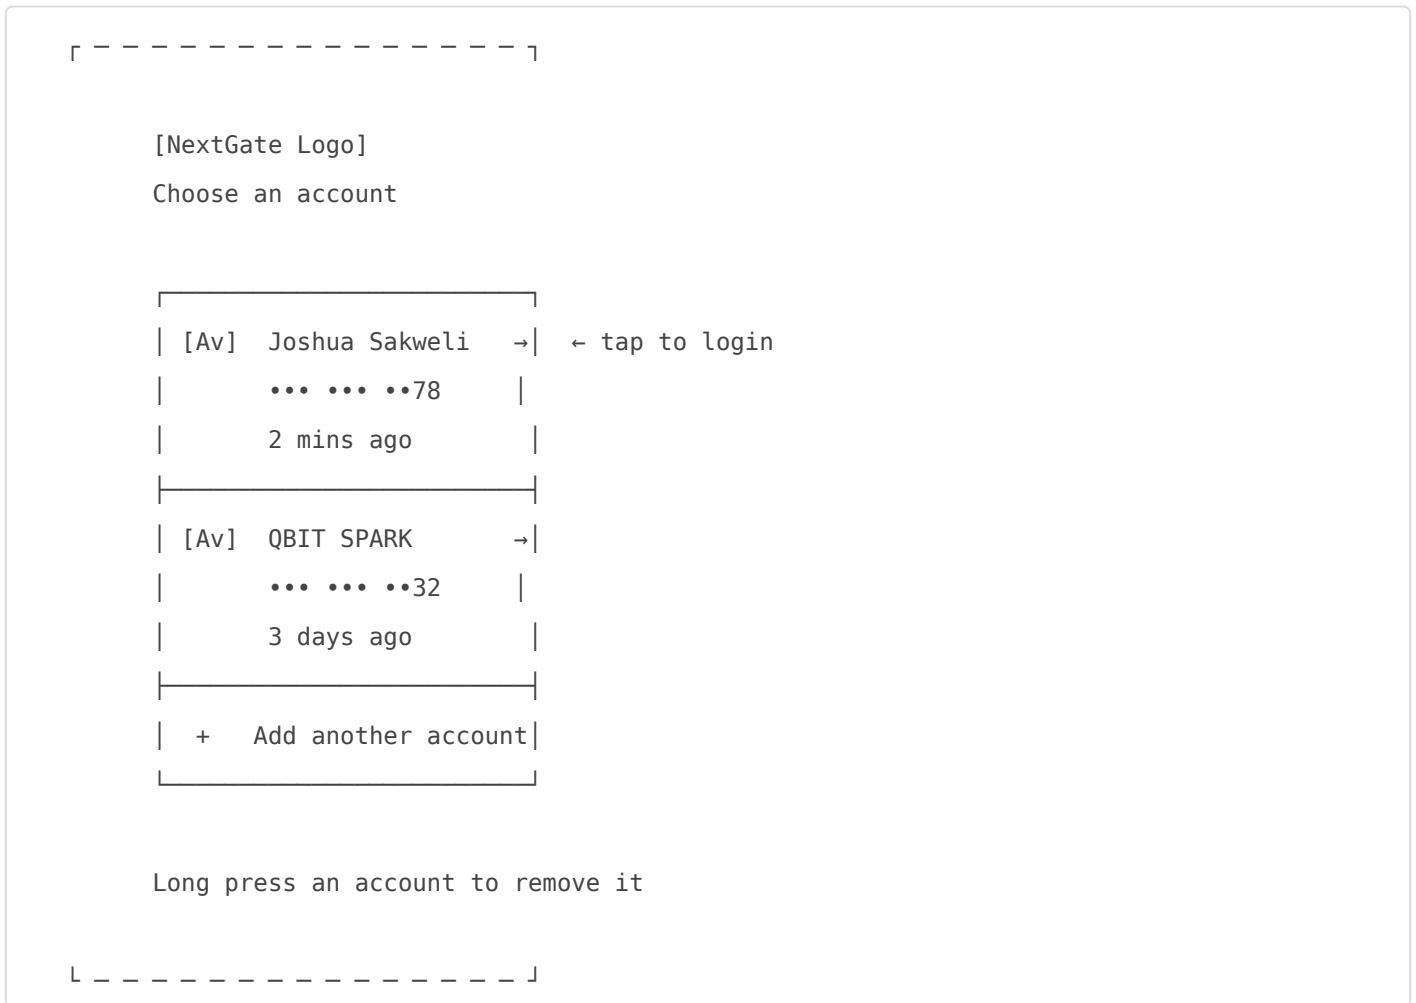 ┌ ─ ─ ─ ─ ─ ─ ─ ─ ─ ─ ─ ─ ─ ─ ─ ┐
[NextGate Logo]
Choose an account
┌─────────────────────────┐
│ [Av]  Joshua Sakweli   →│  ← tap to login
│       ••• ••• ••78     │
│       2 mins ago        │
├─────────────────────────┤
│ [Av]  QBIT SPARK       →│
│       ••• ••• ••32     │
│       3 days ago        │
├─────────────────────────┤
│  +   Add another account│
└─────────────────────────┘
Long press an account to remove it
└ ─ ─ ─ ─ ─ ─ ─ ─ ─ ─ ─ ─ ─ ─ ─ ┘